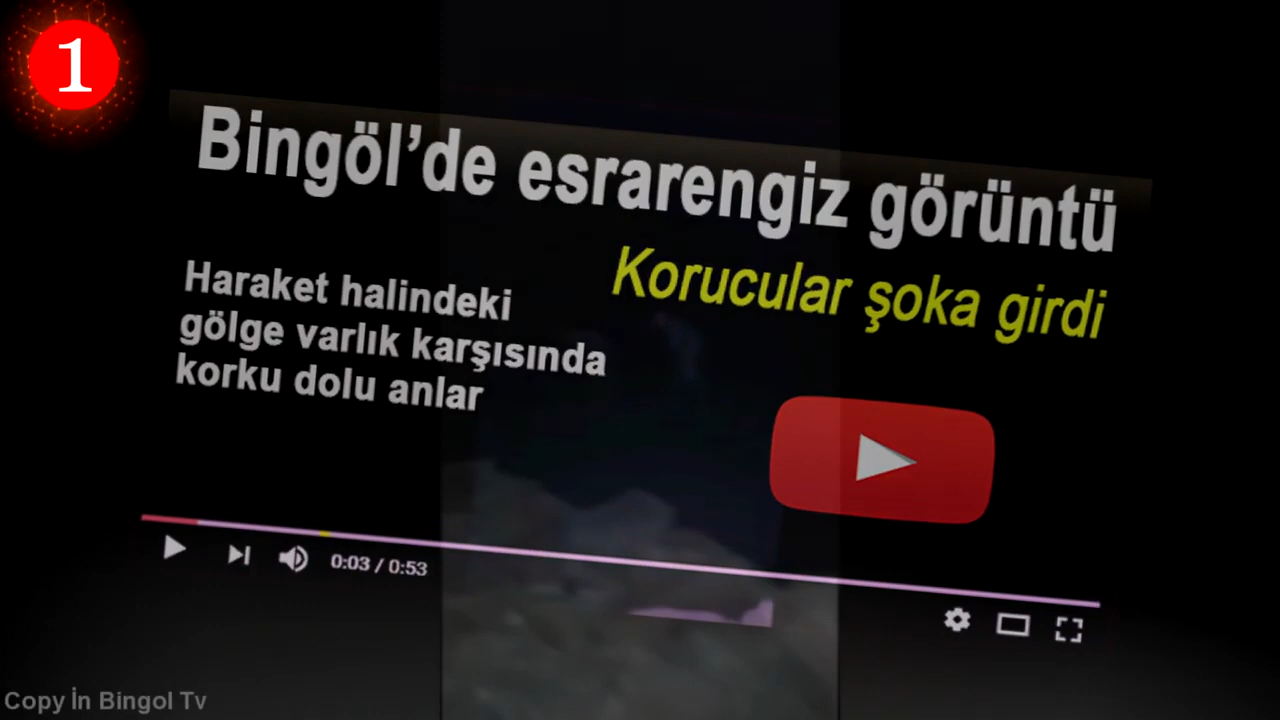 1
Bingöl’de esrarengiz görüntü
Korucular şoka girdi
Haraket halindeki
gölge varlık karşısında
korku dolu anlar
0:03 / 0:53
Copy İn Bingol Tv